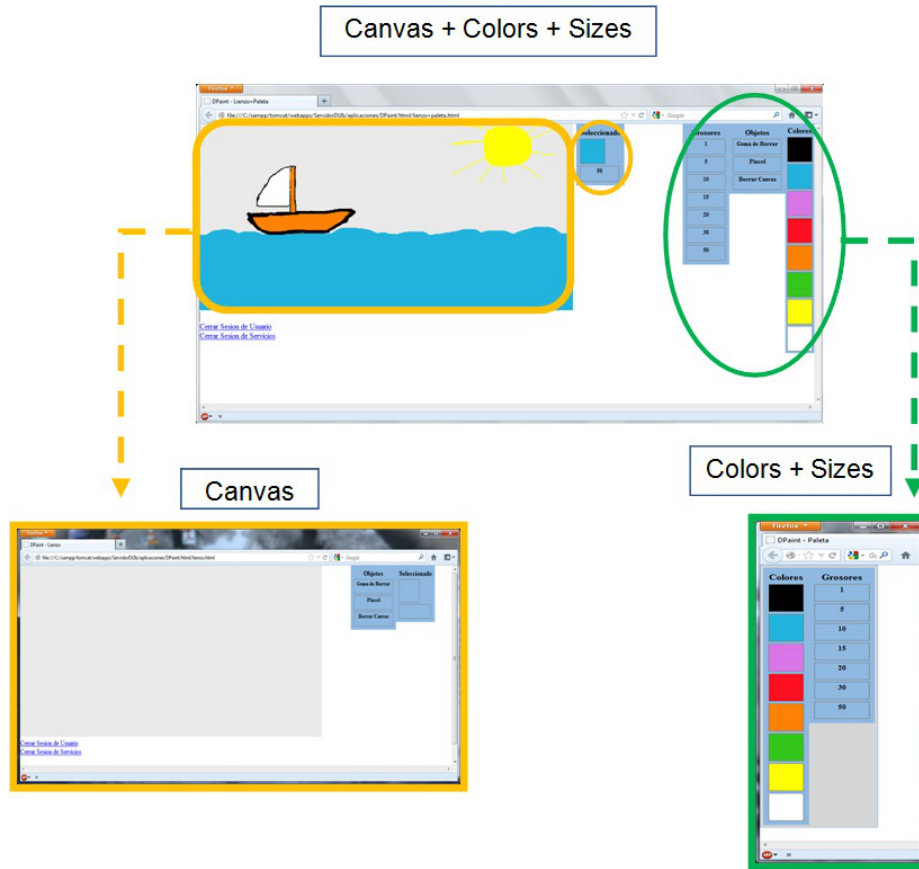 Canvas + Colors + Sizes
Firefox
DPaint - Lienzo+Paleta
file:///C:/xampp/tomcat/webapps/ServidorDUIs/aplicaciones/DPaint/html/lienzo+paleta.html
Google
Seleccionado
50
Grosores
1
5
10
15
20
30
50
Objetos
Goma de Borrar
Pincel
Borrar Canvas
Colores
Cerrar Sesion de Usuario
Cerrar Sesion de Servicios
Canvas
Colors + Sizes
Firefox
DPaint - Lienzo
file:///C:/xampp/tomcat/webapps/ServidorDUIs/aplicaciones/DPaint/html/lienzo.html
Google
Objetos
Goma de Borrar
Pincel
Borrar Canvas
Seleccionado
Cerrar Sesion de Usuario
Cerrar Sesion de Servicios
Firefox
DPaint - Paleta
Colores
Grosores
1
5
10
15
20
30
50